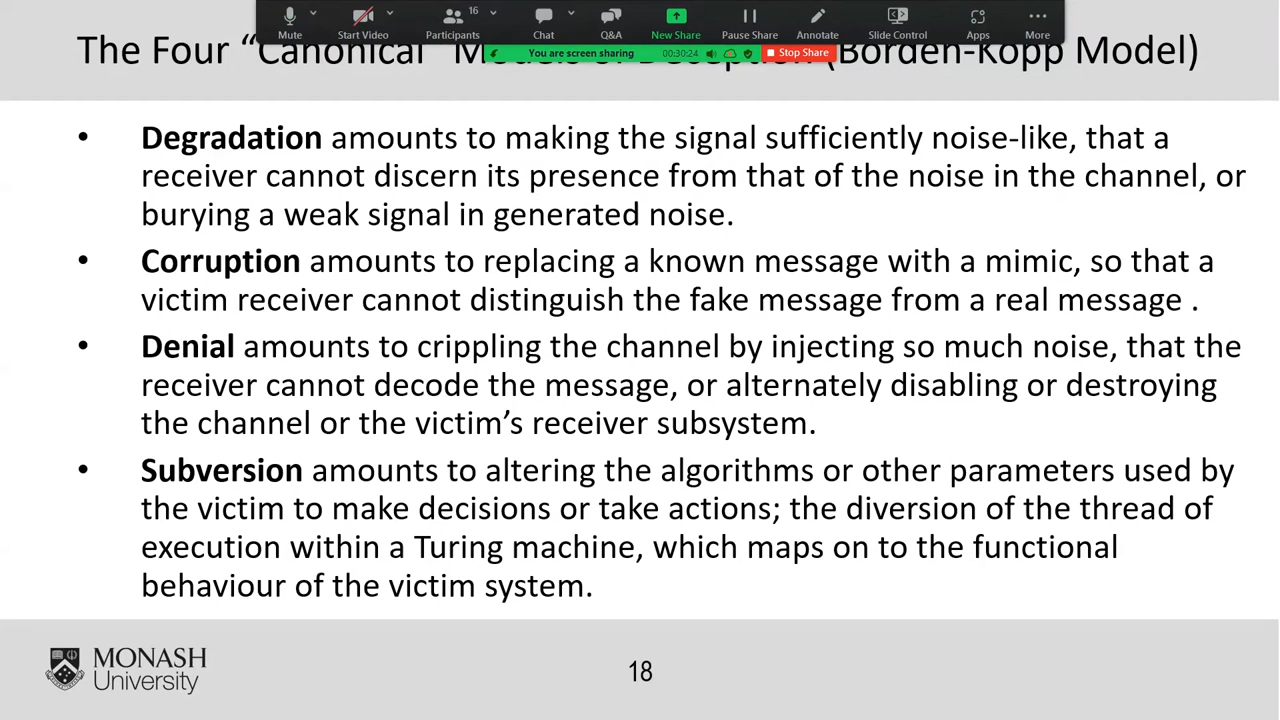 Mute
Start Video
16
Participants
Chat
Q&A
New Share
Pause Share
Annotate
Slide Control
Apps
More
You are screen sharing
00:30:24
Stop Share
The Four “Canonical” Models of Deception (Borden-Kopp Model)
• Degradation amounts to making the signal sufficiently noise-like, that a
receiver cannot discern its presence from that of the noise in the channel, or
burying a weak signal in generated noise.
• Corruption amounts to replacing a known message with a mimic, so that a
victim receiver cannot distinguish the fake message from a real message .
• Denial amounts to crippling the channel by injecting so much noise, that the
receiver cannot decode the message, or alternately disabling or destroying
the channel or the victim’s receiver subsystem.
• Subversion amounts to altering the algorithms or other parameters used by
the victim to make decisions or take actions; the diversion of the thread of
execution within a Turing machine, which maps on to the functional
behaviour of the victim system.
MONASH
University
18